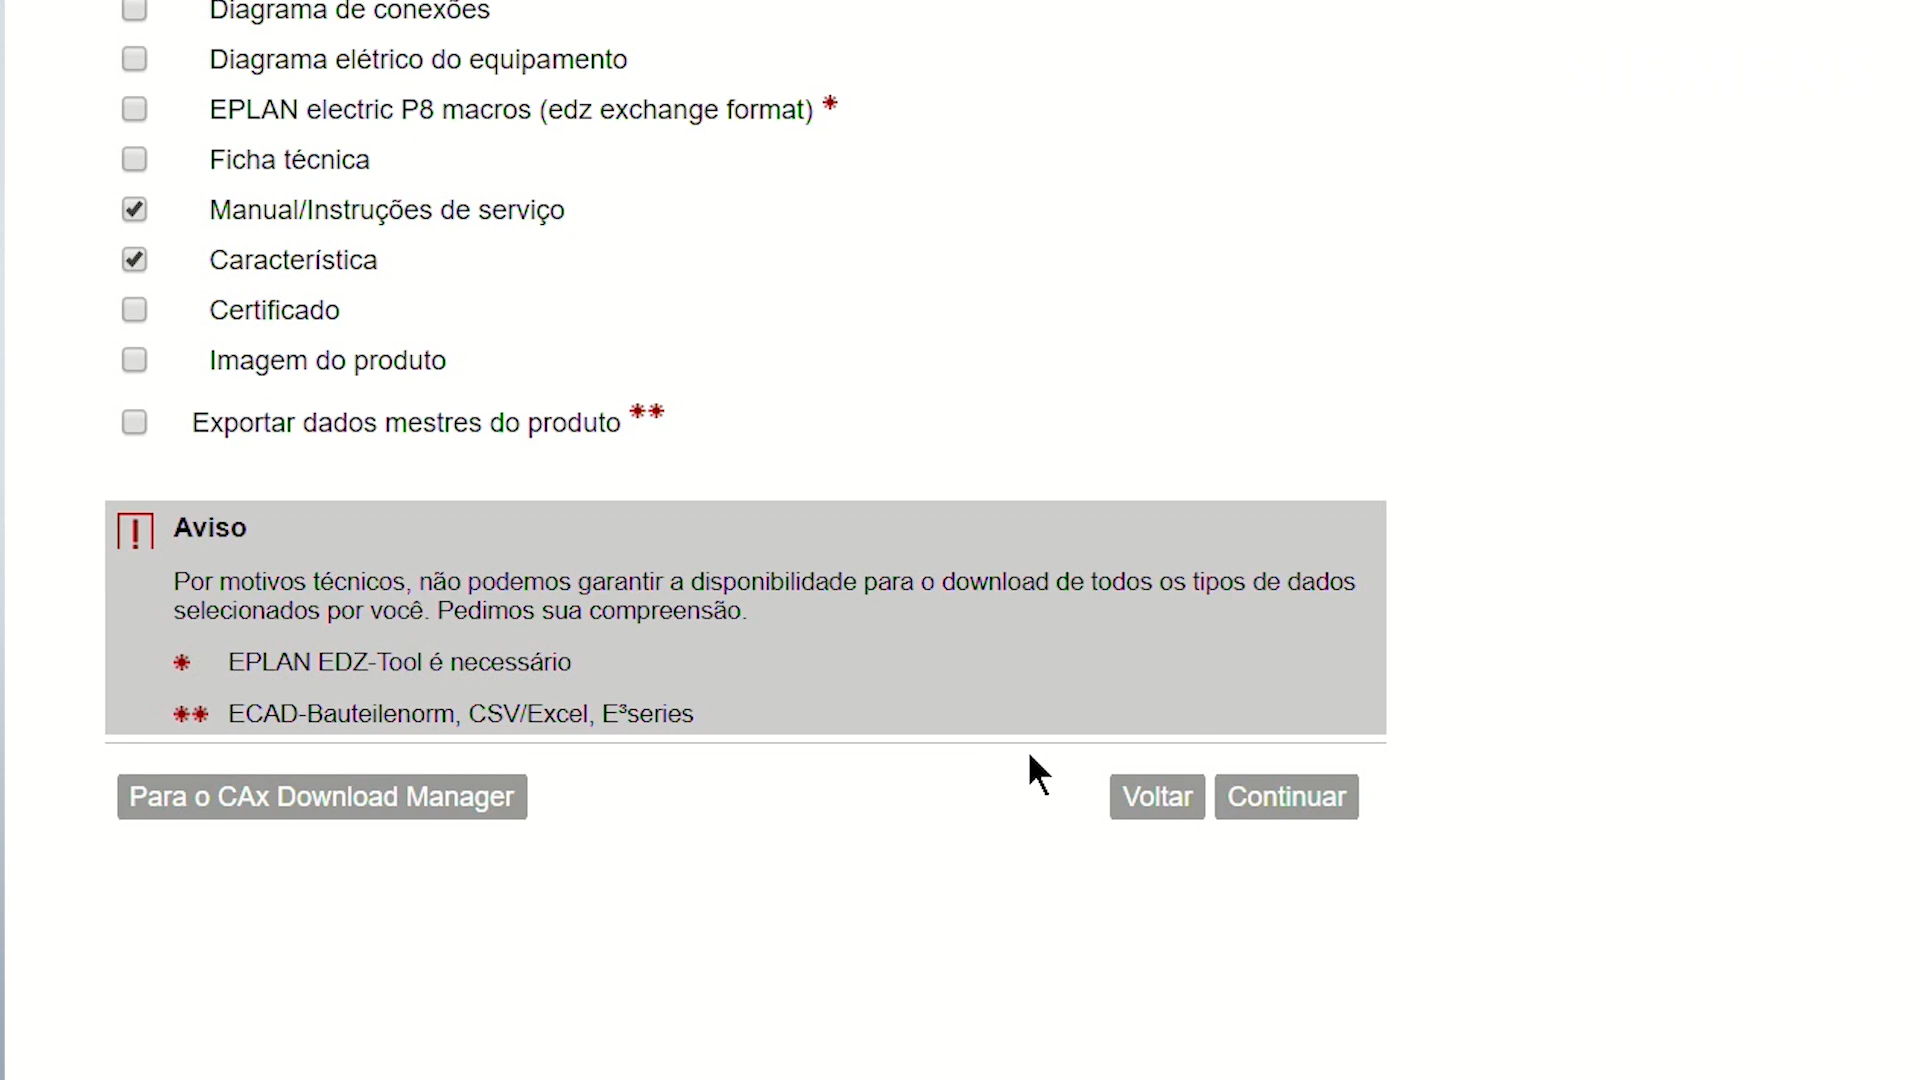 Diagrama de conexões
Diagrama elétrico do equipamento
EPLAN electric P8 macros (edz exchange format) *
Ficha técnica
Manual/Instruções de serviço
Característica
Certificado
Imagem do produto
Exportar dados mestres do produto **
Aviso
Por motivos técnicos, não podemos garantir a disponibilidade para o download de todos os tipos de dados
selecionados por você. Pedimos sua compreensão.
* EPLAN EDZ-Tool é necessário
** ECAD-Bauteilenorm, CSV/Excel, E³series
Para o CAx Download Manager
Voltar
Continuar